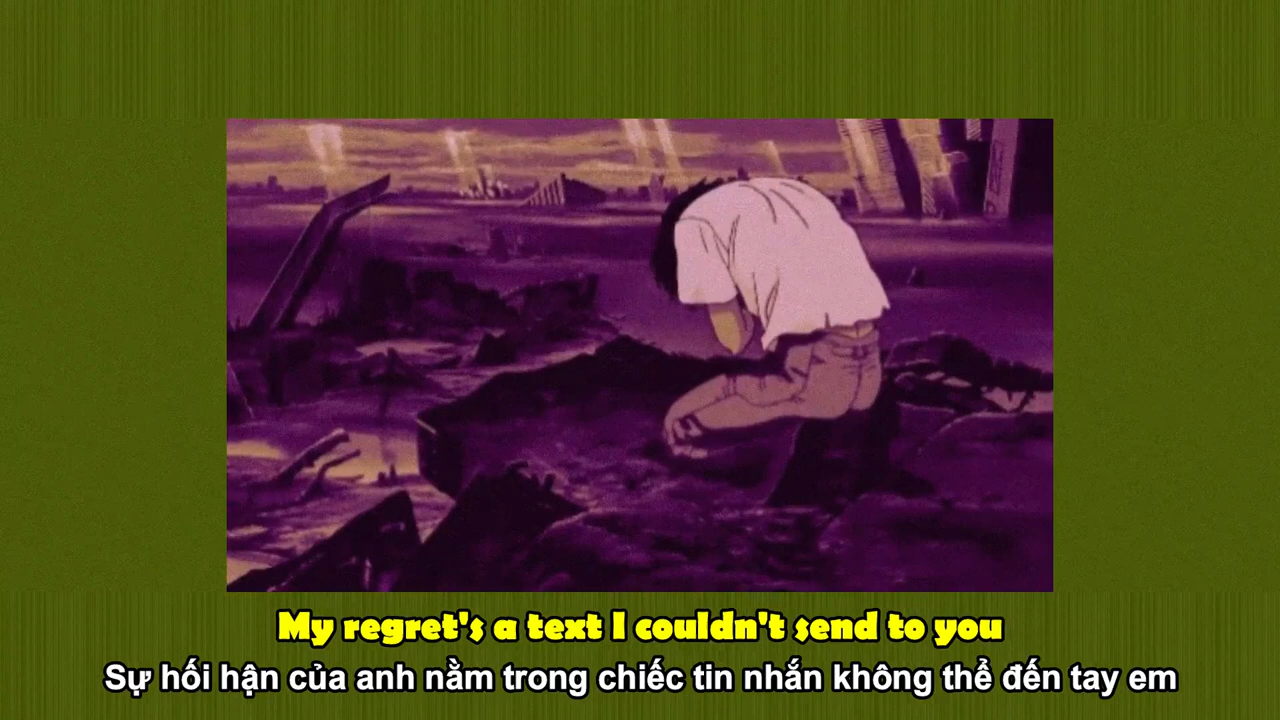 My regret's a text I couldn't send to you
Sự hối hận của anh nằm trong chiếc tin nhắn không thể đến tay em